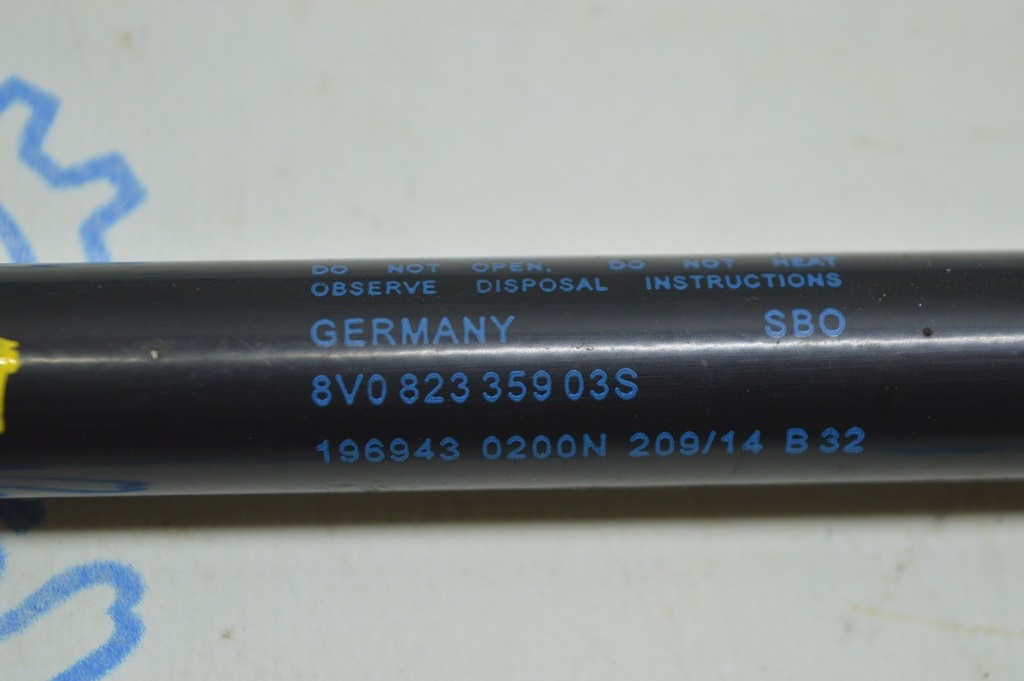 DO NOT OPEN. DO NOT HEAT
OBSERVE DISPOSAL INSTRUCTIONS
GERMANY SBO
8V0 823 359 03S
196943 0200N 209/14 B 32